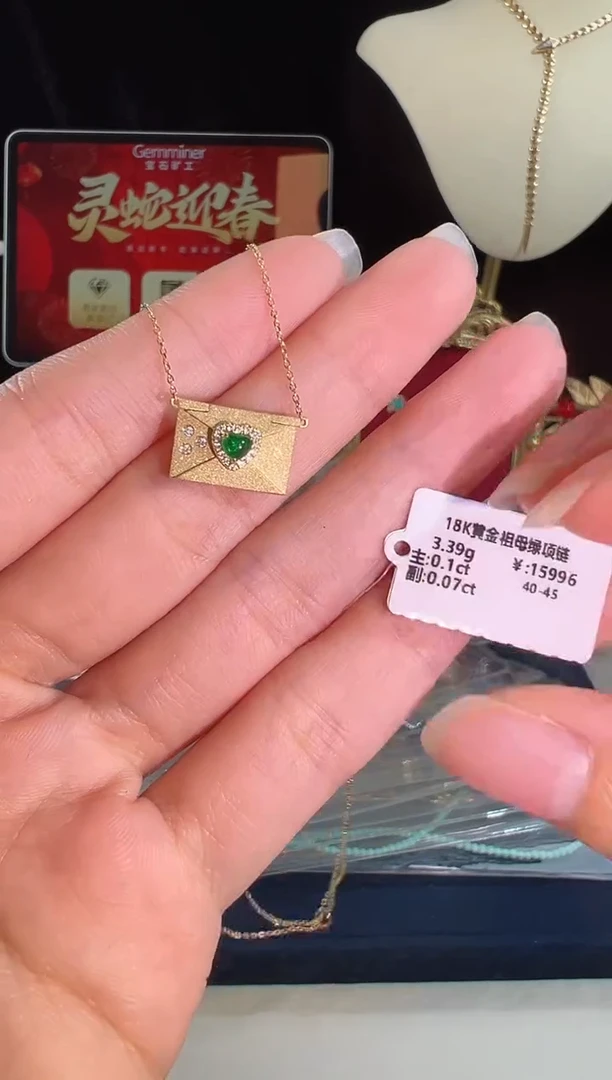 Gemminer
宝石矿工
灵蛇迎春
18K黄金祖母绿项链
3.39g
主:0.1ct
¥:15996
副:0.07ct
40-45